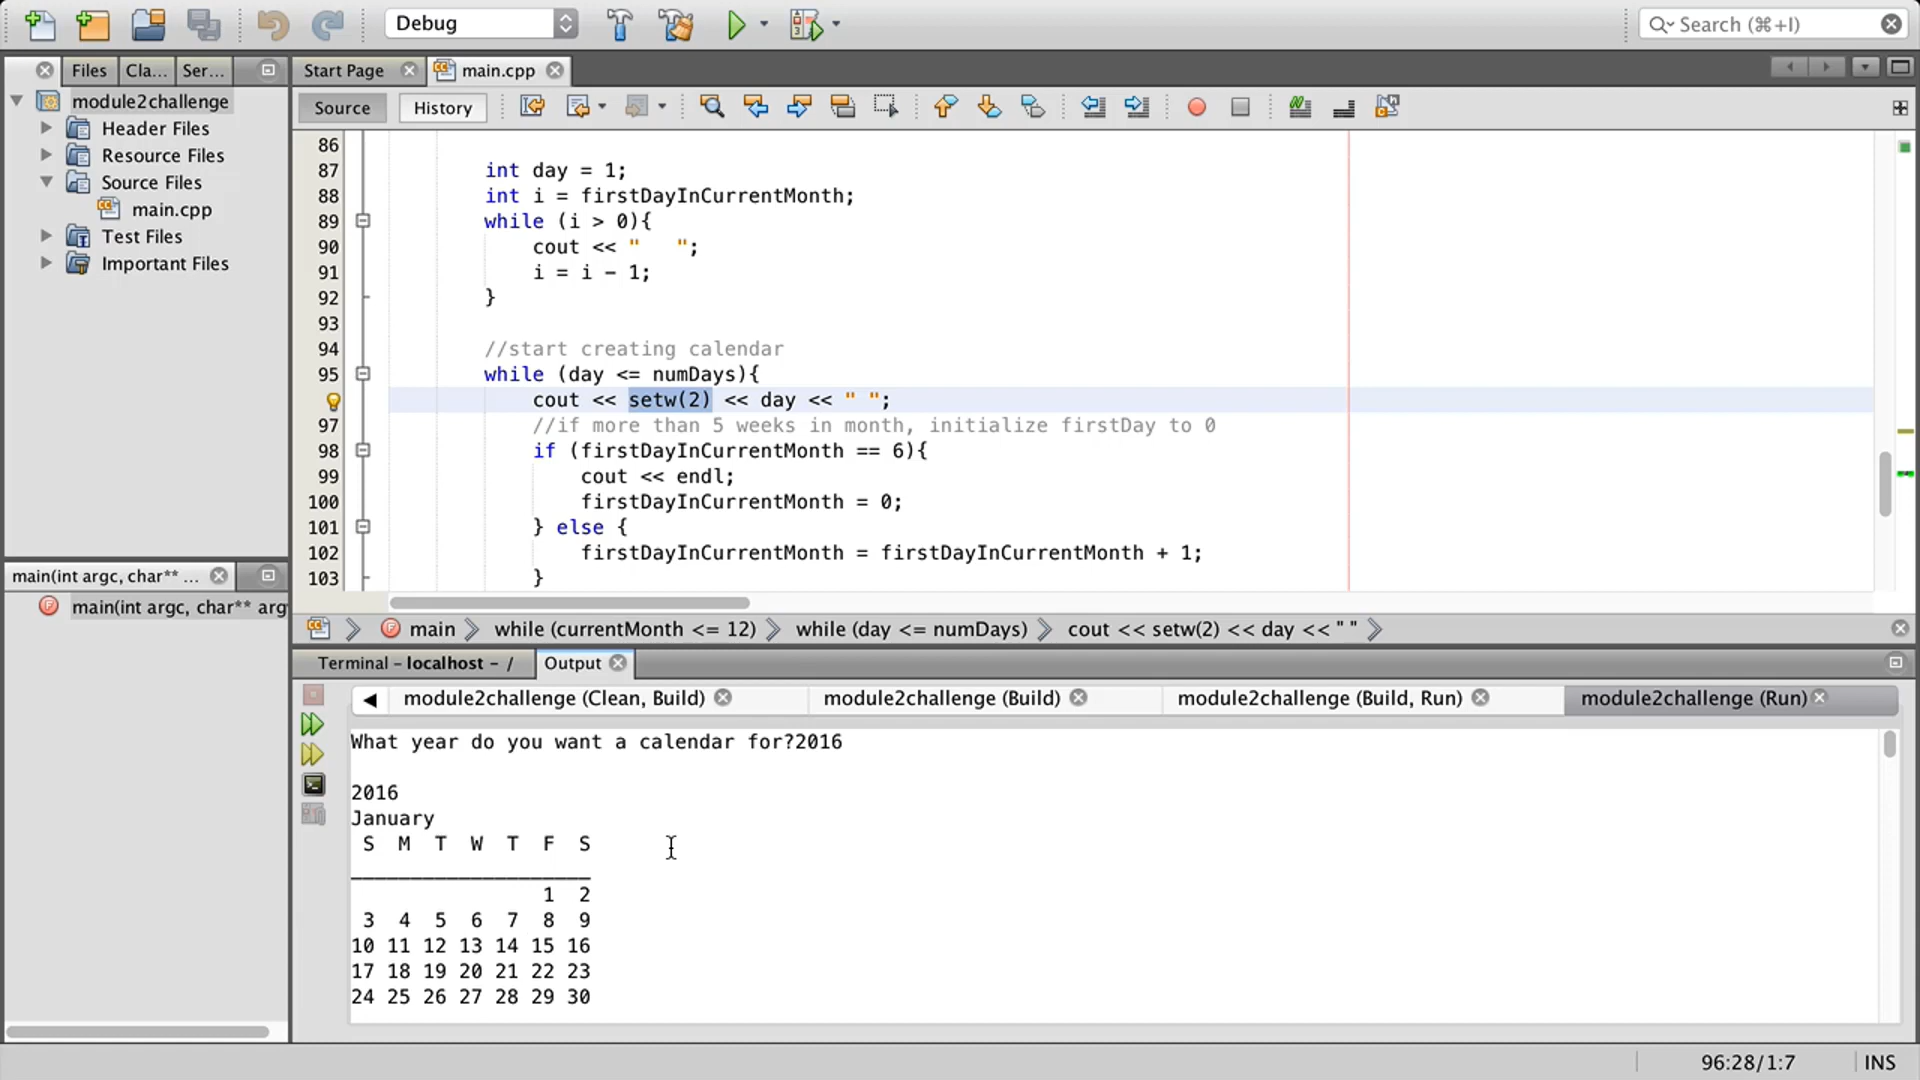 Debug
Search (⌘+I)
Files
Cla...
Ser...
Start Page
main.cpp
module2challenge
Header Files
Resource Files
Source Files
main.cpp
Test Files
Important Files
Source
History
86
87 int day = 1;
88 int i = firstDayInCurrentMonth;
89 while (i > 0){
90 cout << "   ";
91 i = i - 1;
92 }
93
94 //start creating calendar
95 while (day <= numDays){
cout << setw(2) << day << " ";
97 //if more than 5 weeks in month, initialize firstDay to 0
98 if (firstDayInCurrentMonth == 6){
99 cout << endl;
100 firstDayInCurrentMonth = 0;
101 } else {
102 firstDayInCurrentMonth = firstDayInCurrentMonth + 1;
103 }
main(int argc, char** ...
main(int argc, char** arg
main while (currentMonth <= 12) while (day <= numDays) cout << setw(2) << day << " "
Terminal – localhost – /
Output
module2challenge (Clean, Build)
module2challenge (Build)
module2challenge (Build, Run)
module2challenge (Run)
What year do you want a calendar for?2016
2016
January
S M T W T F S
____________________
1 2
3 4 5 6 7 8 9
10 11 12 13 14 15 16
17 18 19 20 21 22 23
24 25 26 27 28 29 30
96:28/1:7
INS